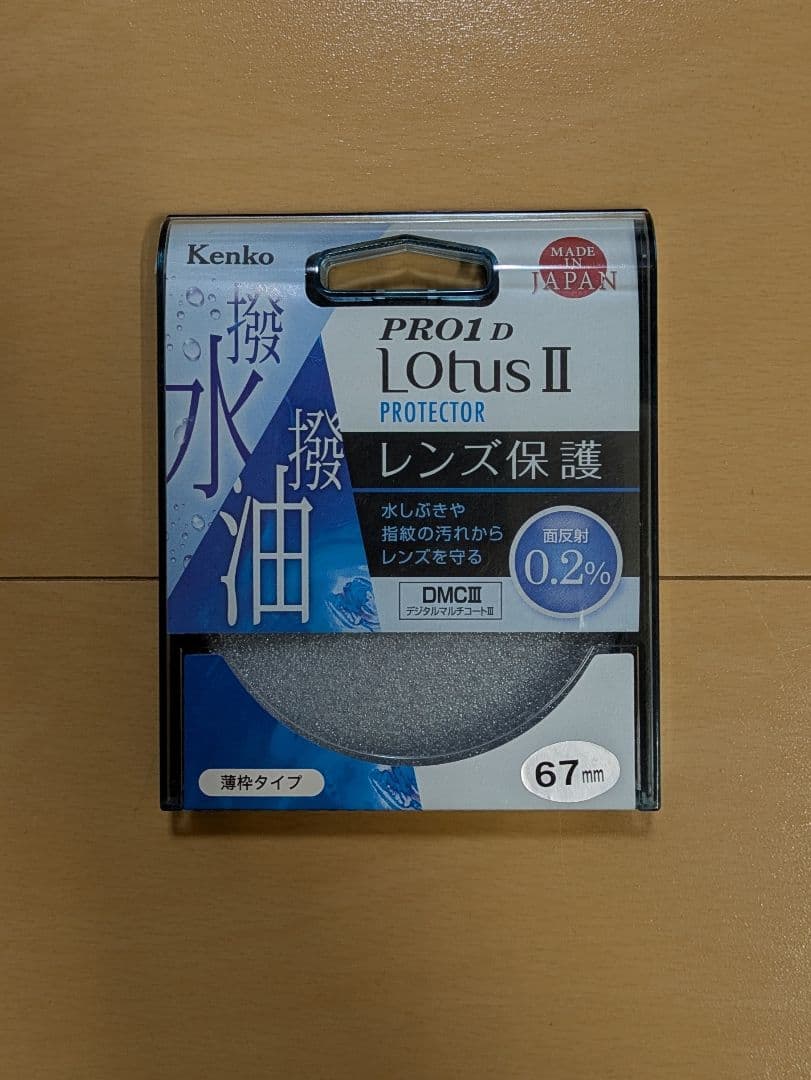 Kenko
MADE
IN
JAPAN
撥水
撥油
PRO1 D
Lotus II
PROTECTOR
レンズ保護
水しぶきや
指紋の汚れから
レンズを守る
面反射
0.2%
DMCIII
デジタルマルチコートIII
薄枠タイプ
67mm